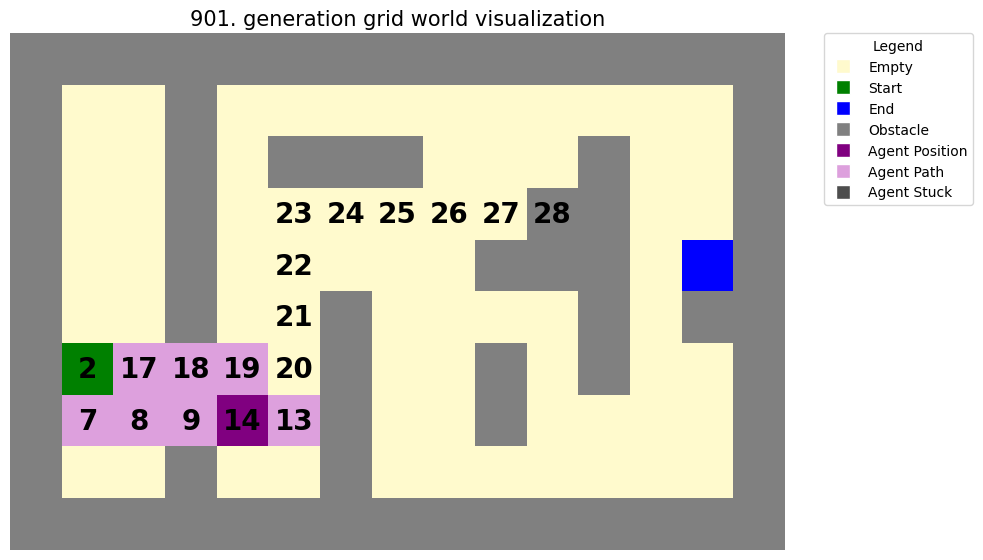 901. generation grid world visualization
Legend
Empty
Start
End
Obstacle
Agent Position
Agent Path
Agent Stuck
23 24 25 26 27 28
22
21
2 17 18 19 20
7 8 9 14 13